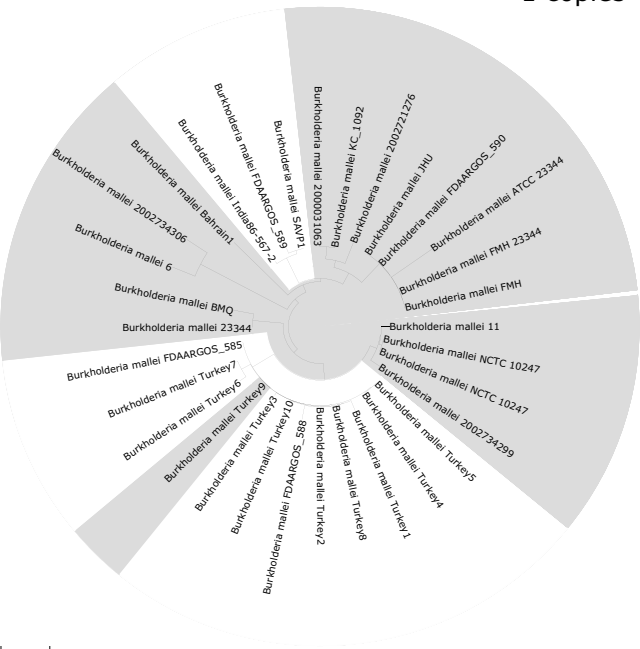 Burkholderia mallei 2000031063
Burkholderia mallei KC_1092
Burkholderia mallei 2002721276
Burkholderia mallei JHU
Burkholderia mallei FDAARGOS_590
Burkholderia mallei ATCC 23344
Burkholderia mallei FMH 23344
Burkholderia mallei FMH
Burkholderia mallei 11
Burkholderia mallei NCTC 10247
Burkholderia mallei NCTC 10247
Burkholderia mallei 2002734299
Burkholderia mallei Turkey5
Burkholderia mallei Turkey4
Burkholderia mallei Turkey1
Burkholderia mallei Turkey8
Burkholderia mallei Turkey2
Burkholderia mallei FDAARGOS_588
Burkholderia mallei Turkey10
Burkholderia mallei Turkey3
Burkholderia mallei Turkey9
Burkholderia mallei Turkey6
Burkholderia mallei Turkey7
Burkholderia mallei FDAARGOS_585
Burkholderia mallei 23344
Burkholderia mallei BMQ
Burkholderia mallei 6
Burkholderia mallei 2002734306
Burkholderia mallei Bahrain1
Burkholderia mallei India86-567-2
Burkholderia mallei FDAARGOS_589
Burkholderia mallei SAVP1